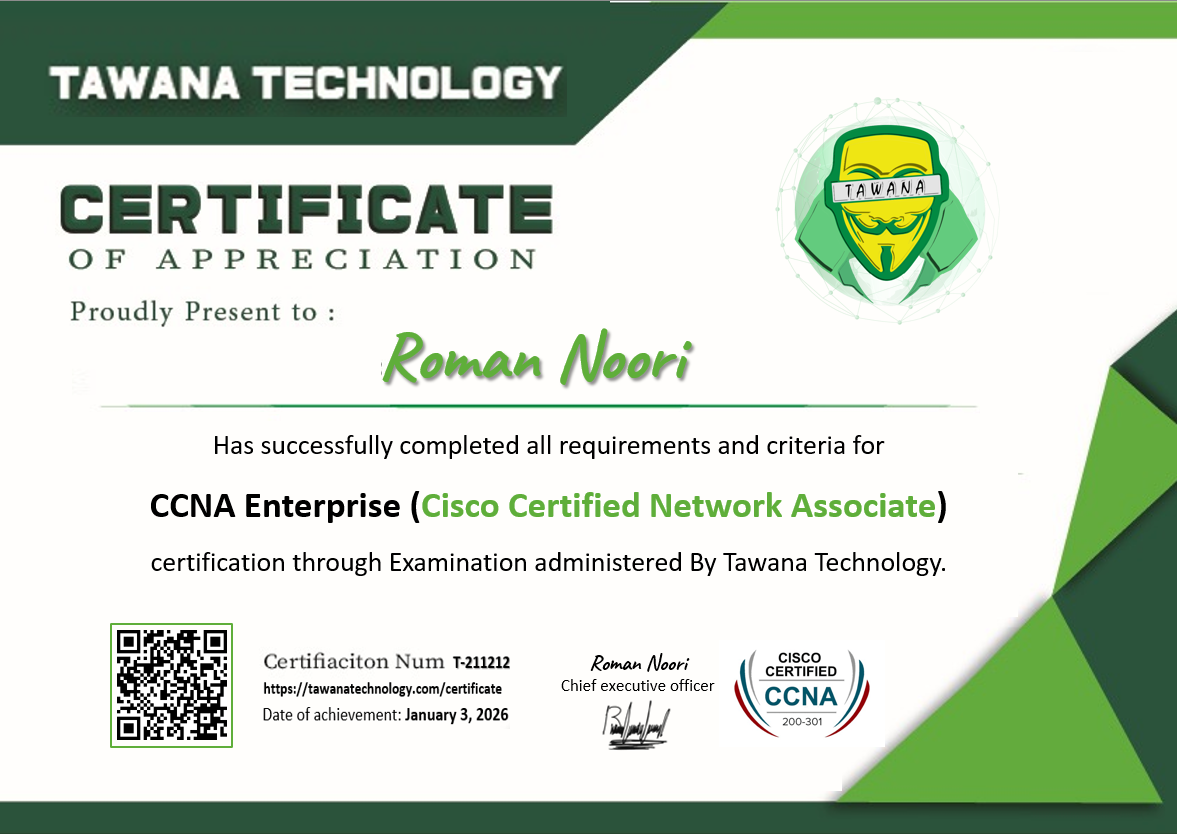 TAWANA TECHNOLOGY
TAWANA
CERTIFICATE
OF APPRECIATION
Proudly Present to :
Roman Noori
Has successfully completed all requirements and criteria for
CCNA Enterprise (Cisco Certified Network Associate)
certification through Examination administered By Tawana Technology.
Certifiaciton Num T-211212
https://tawanatechnology.com/certificate
Date of achievement: January 3, 2026
Roman Noori
Chief executive officer
CISCO
CERTIFIED
CCNA
200-301